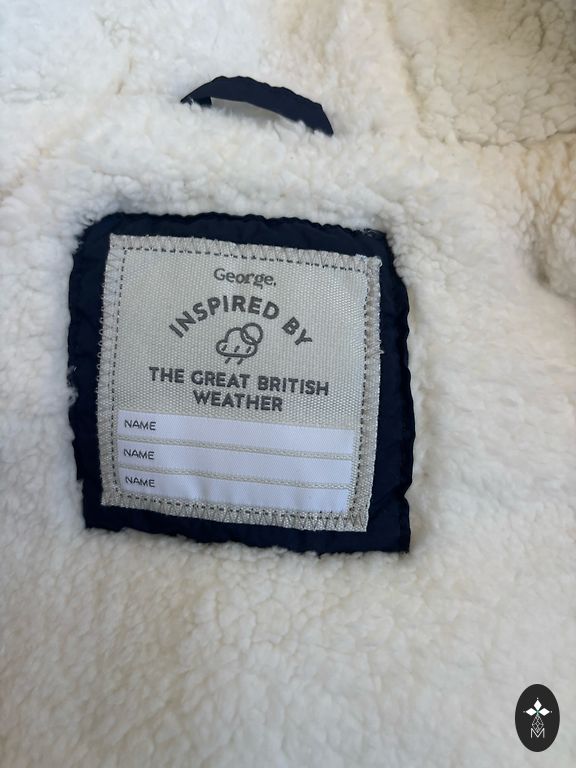 George.
INSPIRED BY
THE GREAT BRITISH
WEATHER
NAME
NAME
NAME
M